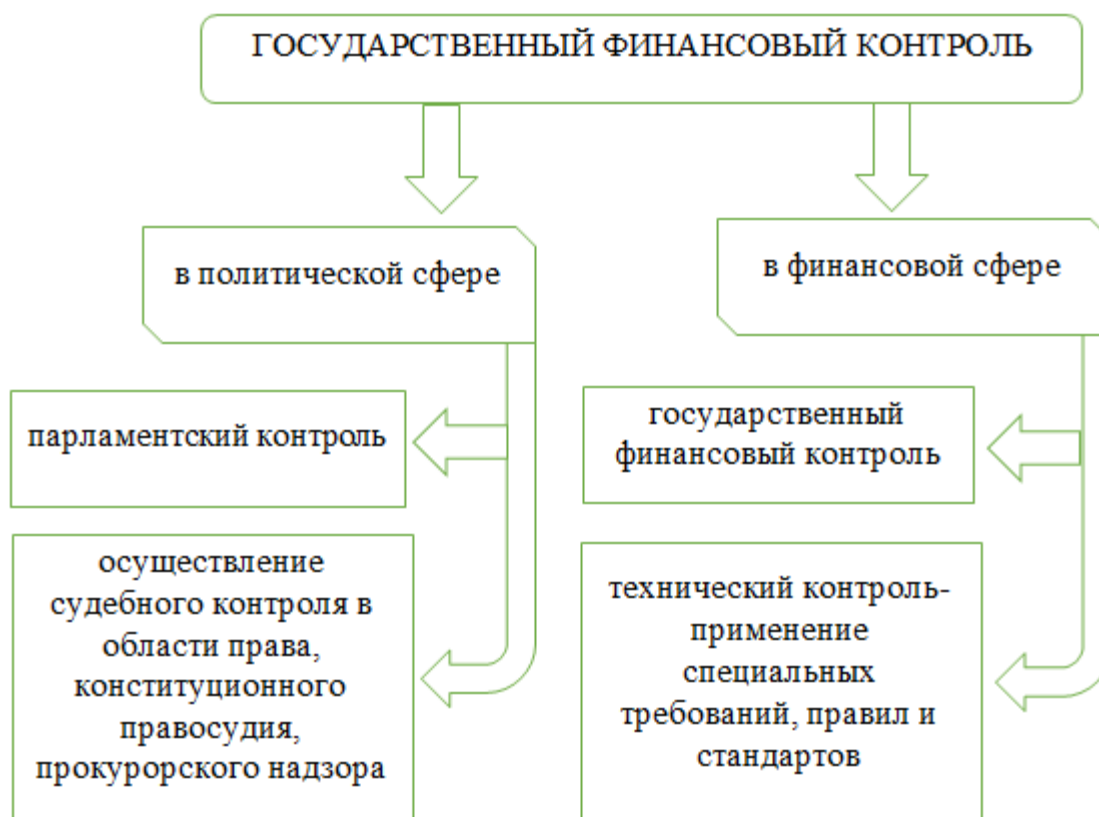 ГОСУДАРСТВЕННЫЙ ФИНАНСОВЫЙ КОНТРОЛЬ
в политической сфере
в финансовой сфере
парламентский контроль
государственный
финансовый контроль
осуществление
судебного контроля в
области права,
конституционного
правосудия,
прокурорского надзора
технический контроль-
применение
специальных
требований, правил и
стандартов